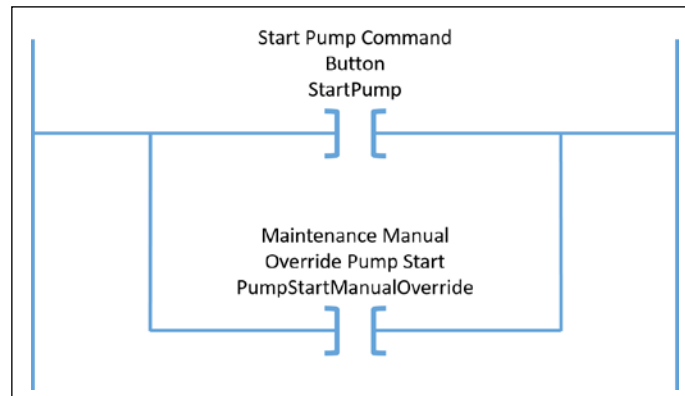 Start Pump Command
Button
StartPump
Maintenance Manual
Override Pump Start
PumpStartManualOverride